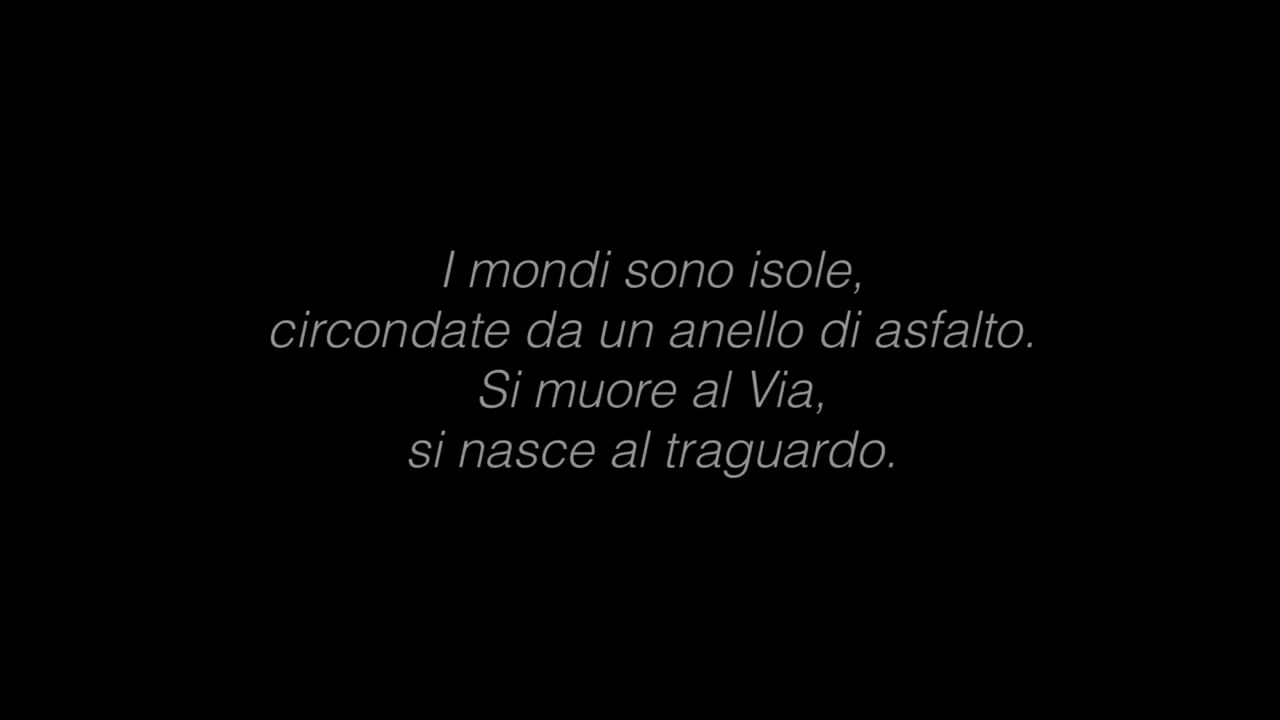 I mondi sono isole,
circondate da un anello di asfalto.
Si muore al Via,
si nasce al traguardo.